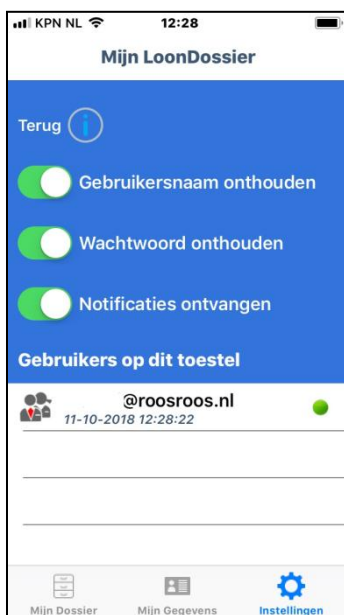 KPN NL 12:28
Mijn LoonDossier
Terug i
Gebruikersnaam onthouden
Wachtwoord onthouden
Notificaties ontvangen
Gebruikers op dit toestel
@roosroos.nl
11-10-2018 12:28:22
Mijn Dossier Mijn Gegevens Instellingen